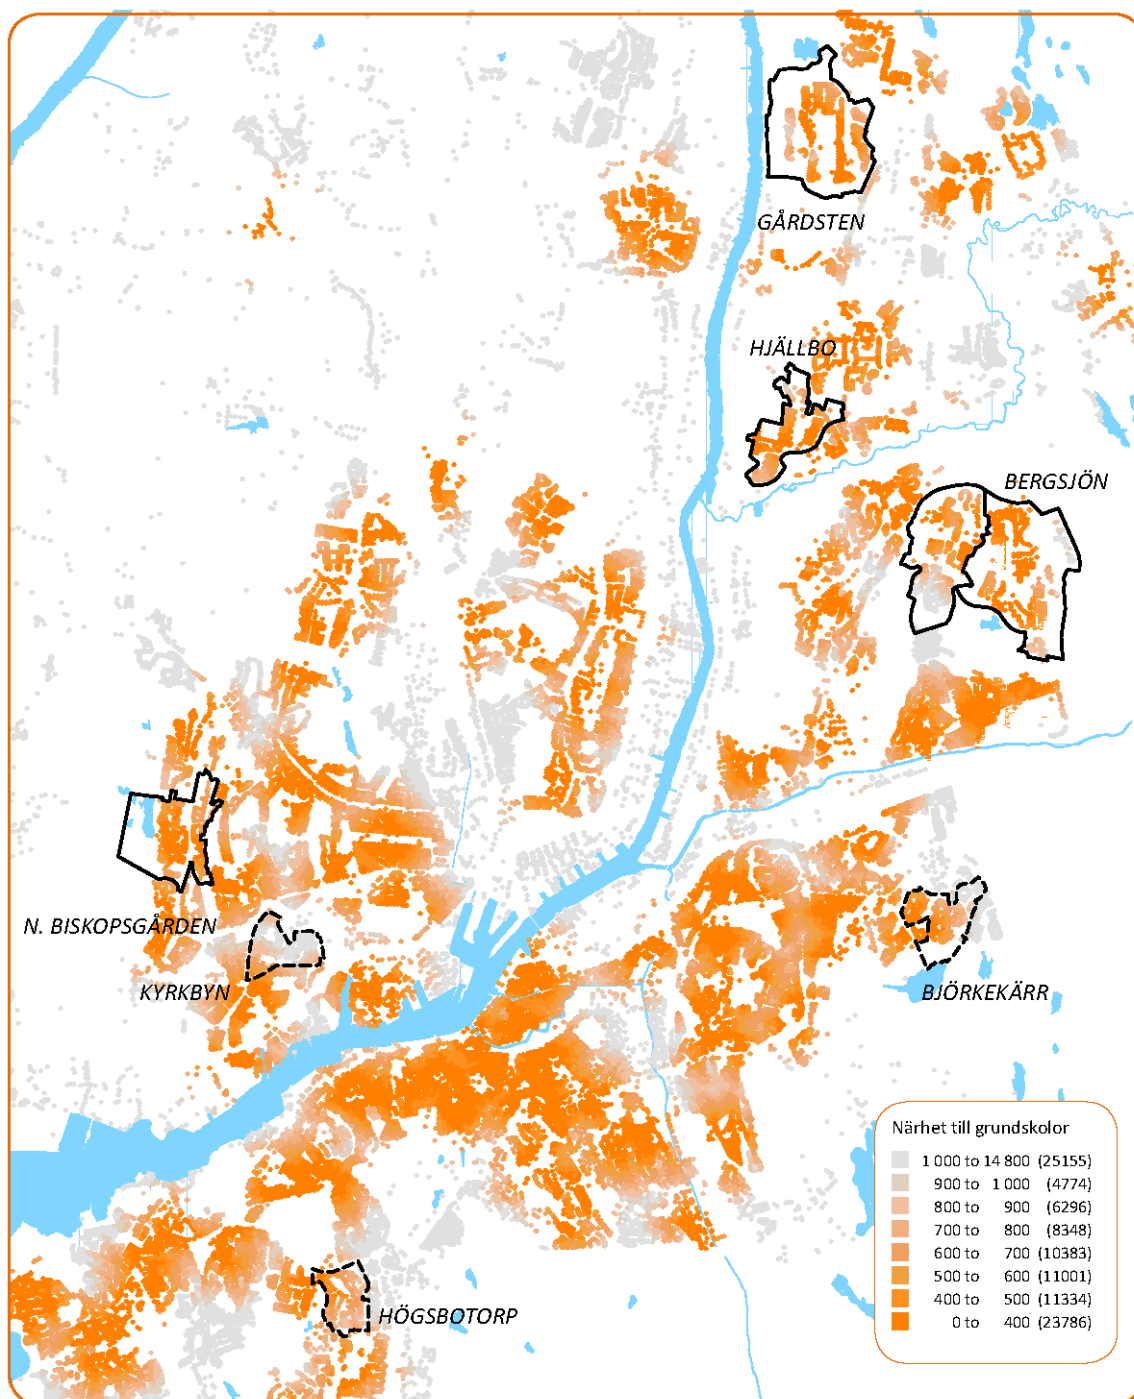 GÅRDSTEN
HJÄLLBO
BERGSJÖN
N. BISKOPSGÅRDEN
KYRKBYN
BJÖRKEKÄRR
HÖGSBOTORP
Närhet till grundskolor
1 000 to 14 800 (25155)
900 to 1 000 (4774)
800 to 900 (6296)
700 to 800 (8348)
600 to 700 (10383)
500 to 600 (11001)
400 to 500 (11334)
0 to 400 (23786)